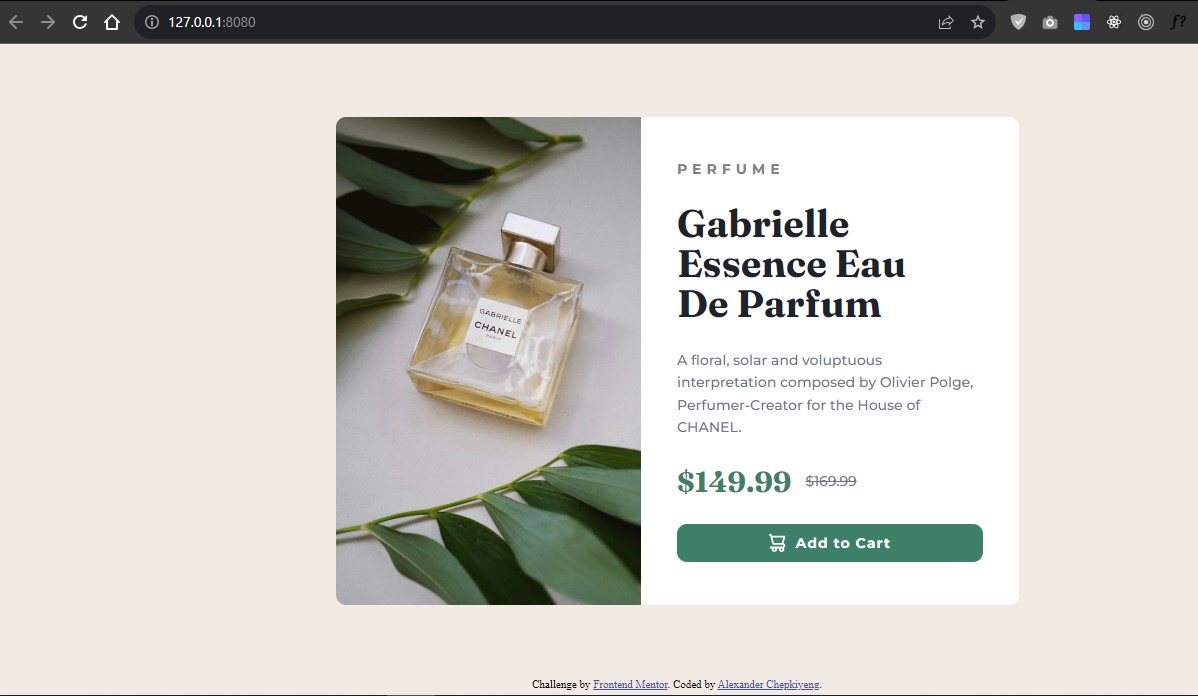 127.0.0.1:8080
f?
PERFUME
Gabrielle
Essence Eau
De Parfum
GABRIELLE
CHANEL
PARIS
A floral, solar and voluptuous
interpretation composed by Olivier Polge,
Perfumer-Creator for the House of
CHANEL.
$149.99 $169.99
Add to Cart
Challenge by Frontend Mentor. Coded by Alexander Chepkiyeng.